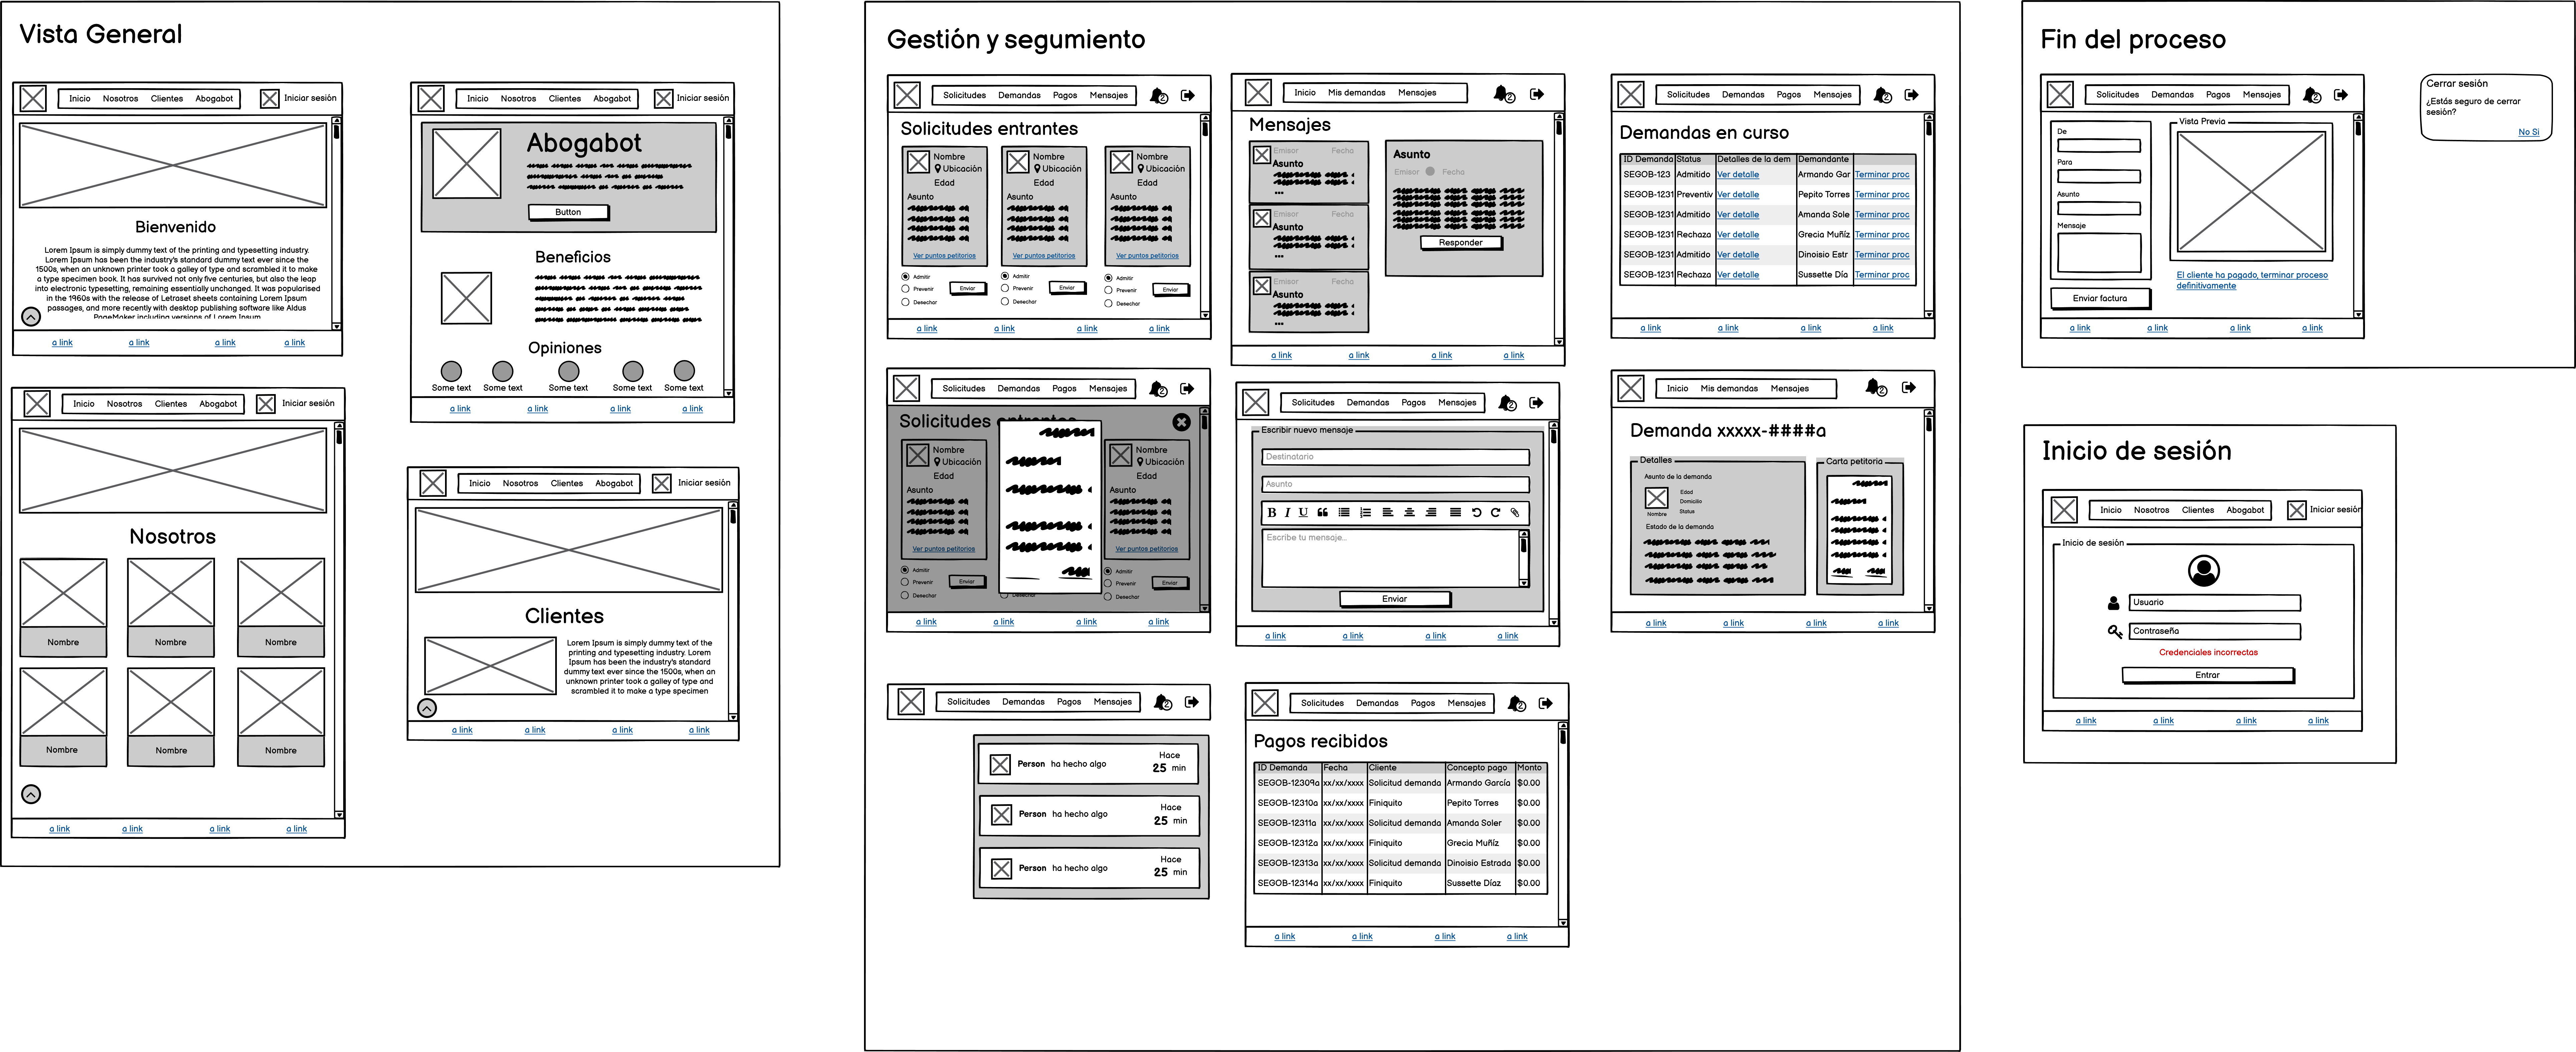 Vista General
Inicio Nosotros Clientes Abogabot Iniciar sesión
Bienvenido
Lorem Ipsum is simply dummy text of the printing and typesetting industry.
Lorem Ipsum has been the industry's standard dummy text ever since the
1500s, when an unknown printer took a galley of type and scrambled it to make
a type specimen book. It has survived not only five centuries, but also the leap
into electronic typesetting, remaining essentially unchanged. It was popularised
in the 1960s with the release of Letraset sheets containing Lorem Ipsum
passages, and more recently with desktop publishing software like Aldus
PageMaker including versions of Lorem Ipsum
a link a link a link a link
Inicio Nosotros Clientes Abogabot Iniciar sesión
Abogabot
Button
Beneficios
Opiniones
Some text Some text Some text Some text Some text
a link a link a link a link
Inicio Nosotros Clientes Abogabot Iniciar sesión
Nosotros
Nombre Nombre Nombre
Nombre Nombre Nombre
a link a link a link a link
Inicio Nosotros Clientes Abogabot Iniciar sesión
Clientes
Lorem Ipsum is simply dummy text of the
printing and typesetting industry. Lorem
Ipsum has been the industry's standard
dummy text ever since the 1500s, when an
unknown printer took a galley of type and
scrambled it to make a type specimen
a link a link a link a link
Gestión y segumiento
Solicitudes Demandas Pagos Mensajes 2
Solicitudes entrantes
Nombre Nombre Nombre
Ubicación Ubicación Ubicación
Edad Edad Edad
Asunto Asunto Asunto
Ver puntos petitorios Ver puntos petitorios Ver puntos petitorios
Admitir Admitir Admitir
Prevenir Enviar Prevenir Enviar Prevenir Enviar
Desechar Desechar Desechar
a link a link a link a link
Inicio Mis demandas Mensajes 2
Mensajes
Emisor Fecha
Asunto
...
Emisor Fecha
Asunto
...
Emisor Fecha
Asunto
...
Asunto
Emisor Fecha
Responder
a link a link a link a link
Solicitudes Demandas Pagos Mensajes 2
Demandas en curso
ID Demanda Status Detalles de la dem Demandante
SEGOB-123 Admitido Ver detalle Armando Gar Terminar proc
SEGOB-1231 Preventiv Ver detalle Pepito Torres Terminar proc
SEGOB-1231 Admitido Ver detalle Amanda Sole Terminar proc
SEGOB-1231 Rechaza Ver detalle Grecia Muñíz Terminar proc
SEGOB-1231 Admitido Ver detalle Dinoisio Estr Terminar proc
SEGOB-1231 Rechaza Ver detalle Sussette Día Terminar proc
a link a link a link a link
Solicitudes Demandas Pagos Mensajes 2
Solicitudes entrantes
Nombre Nombre
Ubicación Ubicación
Edad Edad
Asunto Asunto
Ver puntos petitorios Ver puntos petitorios
Admitir Admitir
Prevenir Enviar Prevenir Enviar
Desechar Desechar Desechar
a link a link a link a link
Solicitudes Demandas Pagos Mensajes 2
Escribir nuevo mensaje
Destinatario
Asunto
B I U
Escribe tu mensaje...
Enviar
a link a link a link a link
Inicio Mis demandas Mensajes 2
Demanda xxxxx-####a
Detalles
Asunto de la demanda
Edad
Domicilio
Status
Nombre
Estado de la demanda
Carta petitoria
a link a link a link a link
Solicitudes Demandas Pagos Mensajes 2
Person ha hecho algo Hace 25 min
Person ha hecho algo Hace 25 min
Person ha hecho algo Hace 25 min
Solicitudes Demandas Pagos Mensajes 2
Pagos recibidos
ID Demanda Fecha Cliente Concepto pago Monto
SEGOB-12309a xx/xx/xxxx Solicitud demanda Armando García $0.00
SEGOB-12310a xx/xx/xxxx Finiquito Pepito Torres $0.00
SEGOB-12311a xx/xx/xxxx Solicitud demanda Amanda Soler $0.00
SEGOB-12312a xx/xx/xxxx Finiquito Grecia Muñíz $0.00
SEGOB-12313a xx/xx/xxxx Solicitud demanda Dinoisio Estrada $0.00
SEGOB-12314a xx/xx/xxxx Finiquito Sussette Díaz $0.00
a link a link a link a link
Fin del proceso
Solicitudes Demandas Pagos Mensajes 2
De
Para
Asunto
Mensaje
Enviar factura
Vista Previa
El cliente ha pagado, terminar proceso
definitivamente
a link a link a link a link
Cerrar sesión
¿Estás seguro de cerrar
sesión?
No Si
Inicio de sesión
Inicio Nosotros Clientes Abogabot Iniciar sesión
Inicio de sesión
Usuario
Contraseña
Credenciales incorrectas
Entrar
a link a link a link a link